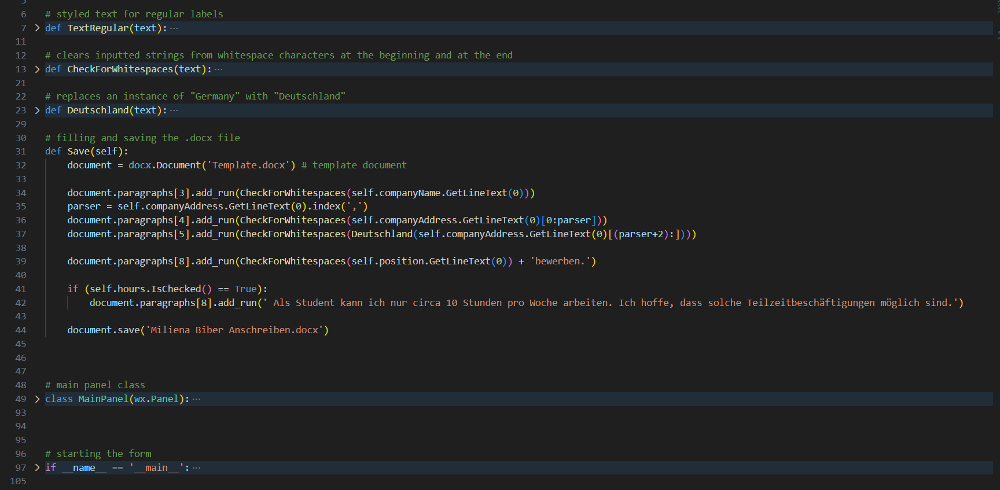 5
6 # styled text for regular labels
7 > def TextRegular(text): ...
11
12 # clears inputted strings from whitespace characters at the beginning and at the end
13 > def CheckForWhitespaces(text): ...
21
22 # replaces an instance of "Germany" with "Deutschland"
23 > def Deutschland(text): ...
29
30 # filling and saving the .docx file
31 def Save(self):
32 document = docx.Document('Template.docx') # template document
33
34 document.paragraphs[3].add_run(CheckForWhitespaces(self.companyName.GetLineText(0)))
35 parser = self.companyAddress.GetLineText(0).index(',')
36 document.paragraphs[4].add_run(CheckForWhitespaces(self.companyAddress.GetLineText(0)[0:parser]))
37 document.paragraphs[5].add_run(CheckForWhitespaces(Deutschland(self.companyAddress.GetLineText(0)[(parser+2):])))
38
39 document.paragraphs[8].add_run(CheckForWhitespaces(self.position.GetLineText(0)) + 'bewerben.')
40
41 if (self.hours.IsChecked() == True):
42 document.paragraphs[8].add_run(' Als Student kann ich nur circa 10 Stunden pro Woche arbeiten. Ich hoffe, dass solche Teilzeitbeschäftigungen möglich sind.')
43
44 document.save('Miliena Biber Anschreiben.docx')
45
46
47
48 # main panel class
49 > class MainPanel(wx.Panel): ...
93
94
95
96 # starting the form
97 > if __name__ == '__main__': ...
105